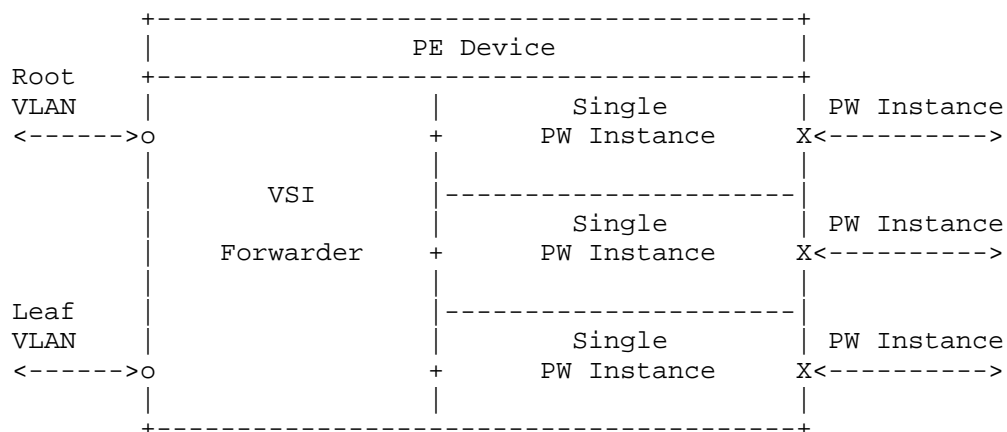 PE Device
Root
VLAN Single PW Instance
<------>o + PW Instance X<---------->
VSI
Single PW Instance
Forwarder + PW Instance X<---------->
Leaf
VLAN Single PW Instance
<------>o + PW Instance X<---------->